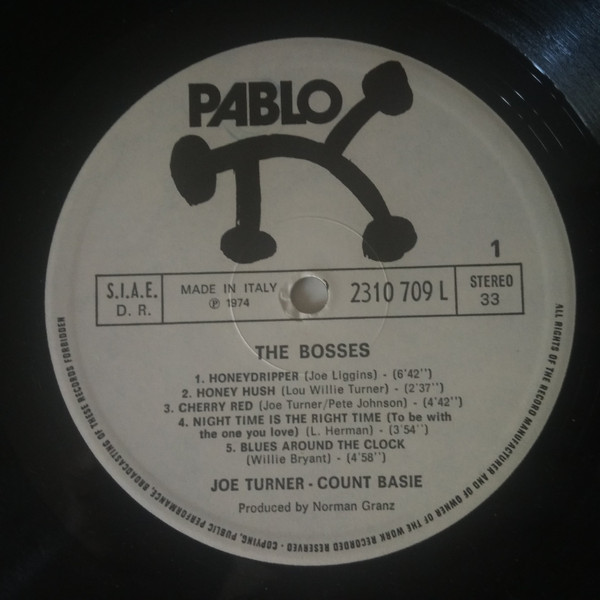 PABLO
1
S.I.A.E.
D. R.
MADE IN ITALY
℗ 1974
2310 709 L
STEREO
33
THE BOSSES
1. HONEYDRIPPER (Joe Liggins) - (6'42'')
2. HONEY HUSH (Lou Willie Turner) - (2'37'')
3. CHERRY RED (Joe Turner/Pete Johnson) - (4'42'')
4. NIGHT TIME IS THE RIGHT TIME (To be with
the one you love) (L. Herman) - (3'54'')
5. BLUES AROUND THE CLOCK
(Willie Bryant) - (4'58'')
JOE TURNER - COUNT BASIE
Produced by Norman Granz
ALL RIGHTS OF THE RECORD MANUFACTURER AND OF OWNER OF THE WORK RECORDED RESERVED - COPYING, PUBLIC PERFORMANCE, BROADCASTING OF THESE RECORDS FORBIDDEN